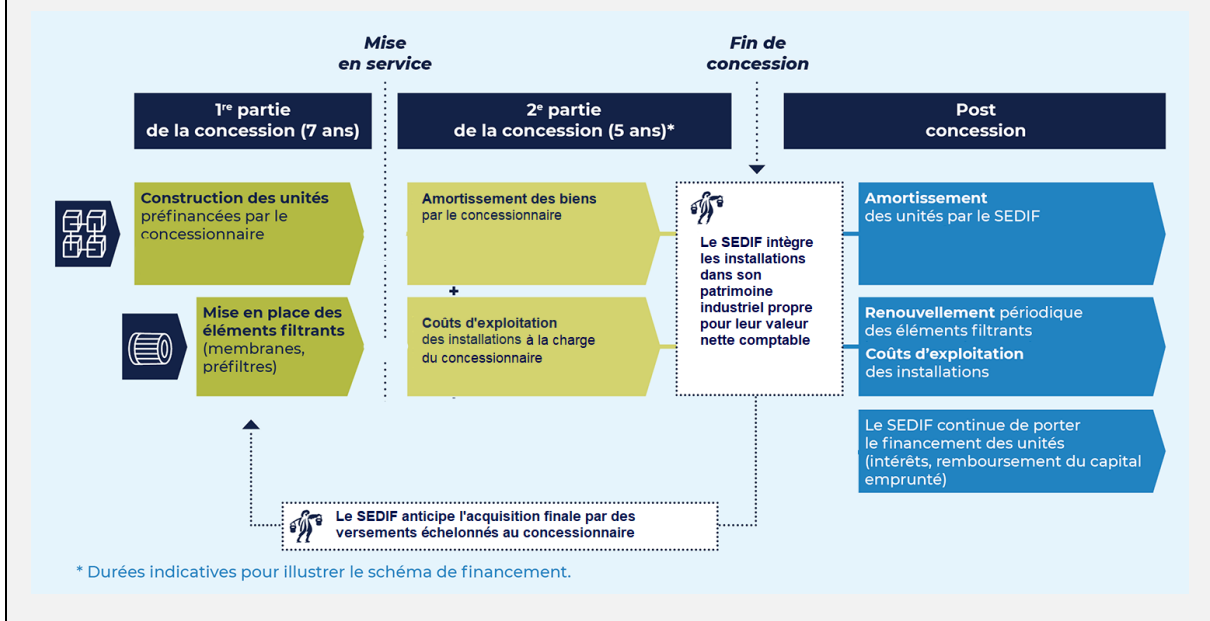 Mise
en service
Fin de
concession
1re partie
de la concession (7 ans)
2e partie
de la concession (5 ans)*
Post
concession
Construction des unités
préfinancées par le
concessionnaire
Amortissement des biens
par le concessionnaire
Le SEDIF intègre
les installations
dans son
patrimoine
industriel propre
pour leur valeur
nette comptable
Amortissement
des unités par le SEDIF
Mise en place des
éléments filtrants
(membranes,
préfiltres)
+
Coûts d'exploitation
des installations à la charge
du concessionnaire
Renouvellement périodique
des éléments filtrants
Coûts d’exploitation
des installations
Le SEDIF continue de porter
le financement des unités
(intérêts, remboursement du capital
emprunté)
Le SEDIF anticipe l'acquisition finale par des
versements échelonnés au concessionnaire
* Durées indicatives pour illustrer le schéma de financement.